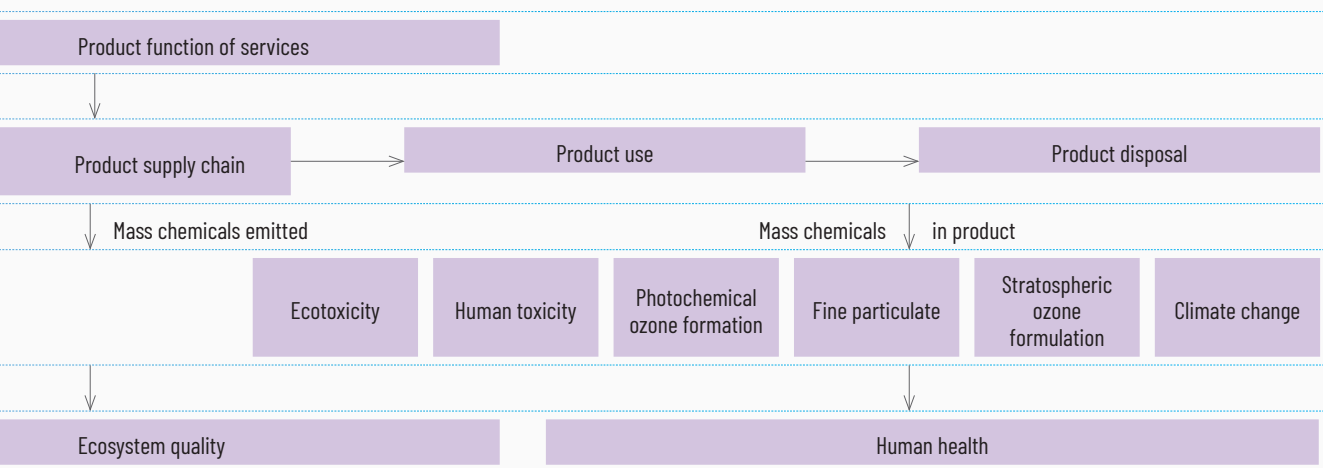 Product function of services
Product supply chain
Product use
Product disposal
Mass chemicals emitted
Mass chemicals
in product
Ecotoxicity
Human toxicity
Photochemical
ozone formation
Fine particulate
Stratospheric
ozone
formulation
Climate change
Ecosystem quality
Human health